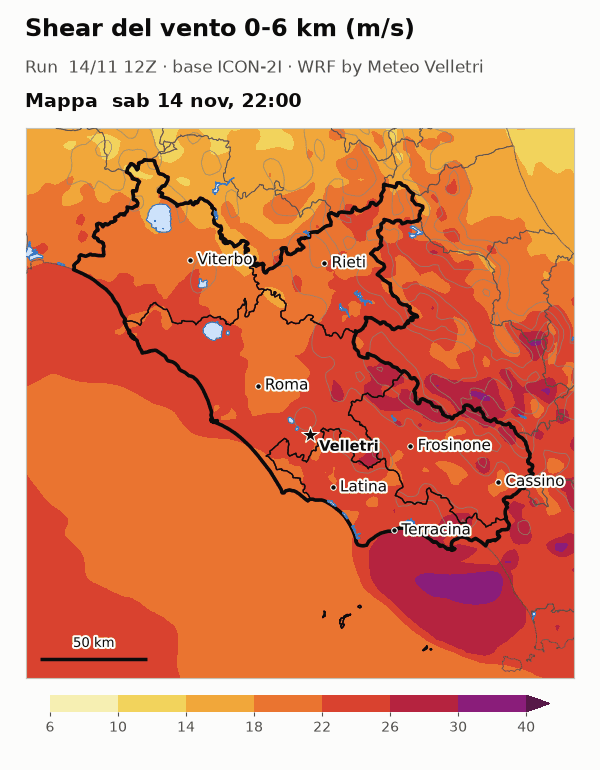 Shear del vento 0-6 km (m/s)
Run  14/11 12Z · base ICON-2I · WRF by Meteo Velletri
Mappa  sab 14 nov, 22:00
Viterbo
Rieti
Roma
Velletri
Frosinone
Cassino
Latina
Terracina
50 km
6 10 14 18 22 26 30 40